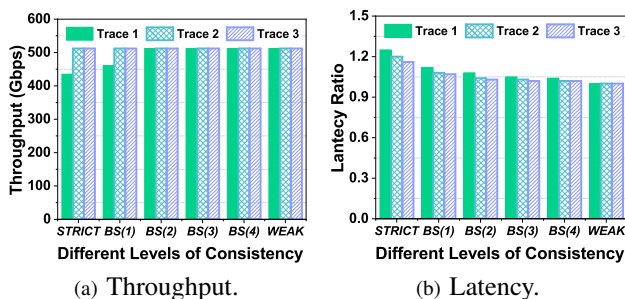 Throughput (Gbps)
600
500
400
300
200
100
0
Trace 1 Trace 2 Trace 3
STRICT BS(1) BS(2) BS(3) BS(4) WEAK
Different Levels of Consistency
(a) Throughput.
Lantecy Ratio
1.5
1.2
0.9
0.6
0.3
0.0
Trace 1 Trace 2 Trace 3
STRICT BS(1) BS(2) BS(3) BS(4) WEAK
Different Levels of Consistency
(b) Latency.